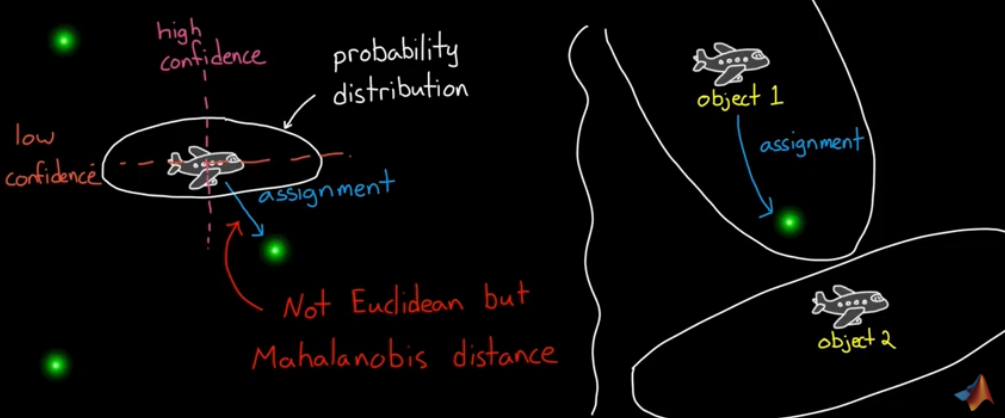 high
confidence
probability
distribution
low
confidence
assignment
Not Euclidean but
Mahalanobis distance
object 1
assignment
object 2